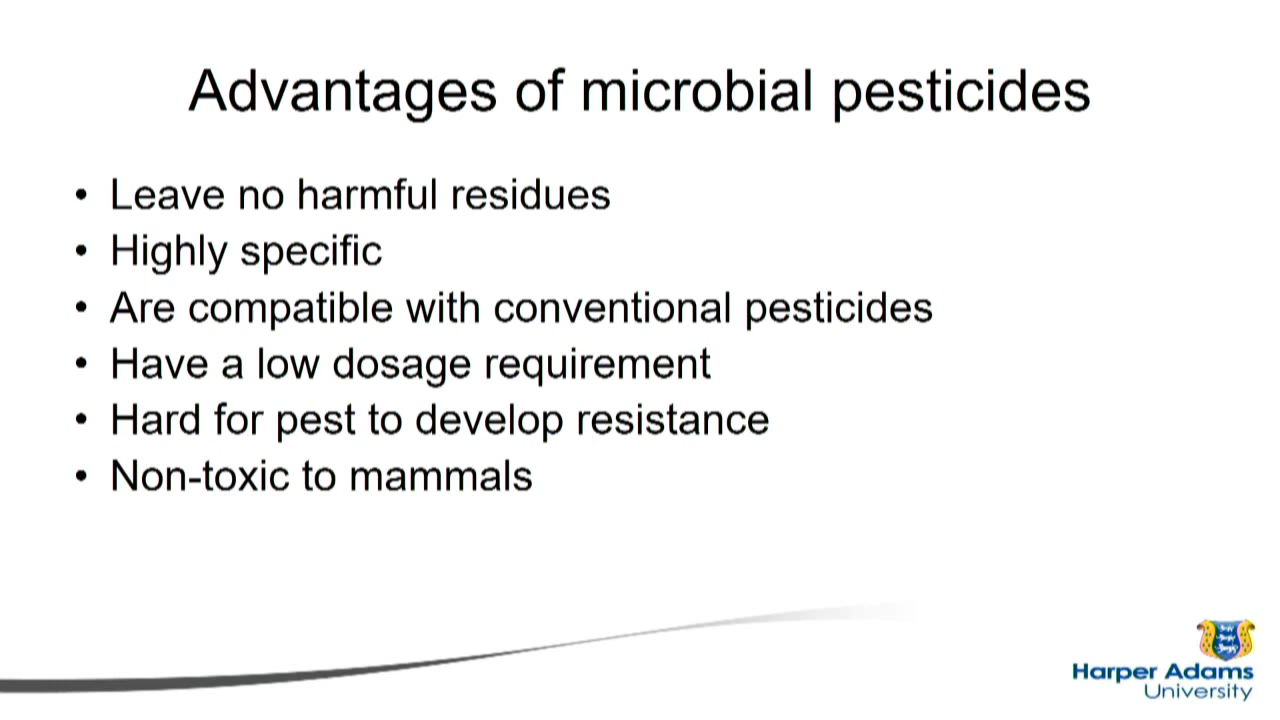 Advantages of microbial pesticides
• Leave no harmful residues
• Highly specific
• Are compatible with conventional pesticides
• Have a low dosage requirement
• Hard for pest to develop resistance
• Non-toxic to mammals
Harper Adams
University